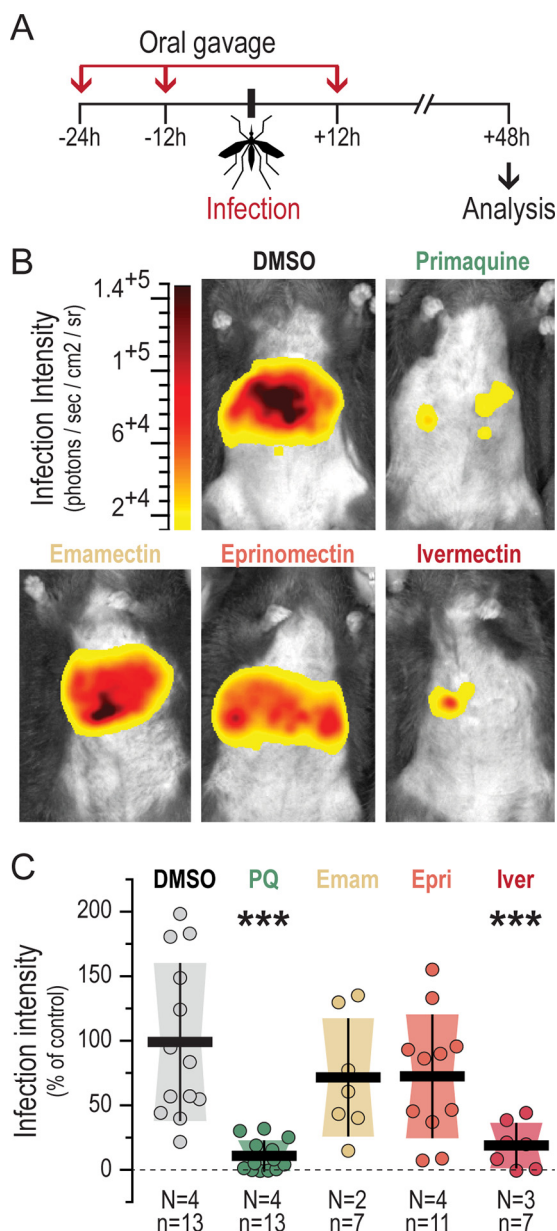 A
Oral gavage
-24h -12h +12h +48h
Infection Analysis
B
DMSO Primaquine
Infection Intensity
(photons / sec / cm2 / sr)
1.4+5
1+5
6+4
2+4
Emamectin Eprinomectin Ivermectin
C
DMSO PQ Emam Epri Iver
*** ***
Infection intensity
(% of control)
200
150
100
50
0
N=4 N=4 N=2 N=4 N=3
n=13 n=13 n=7 n=11 n=7